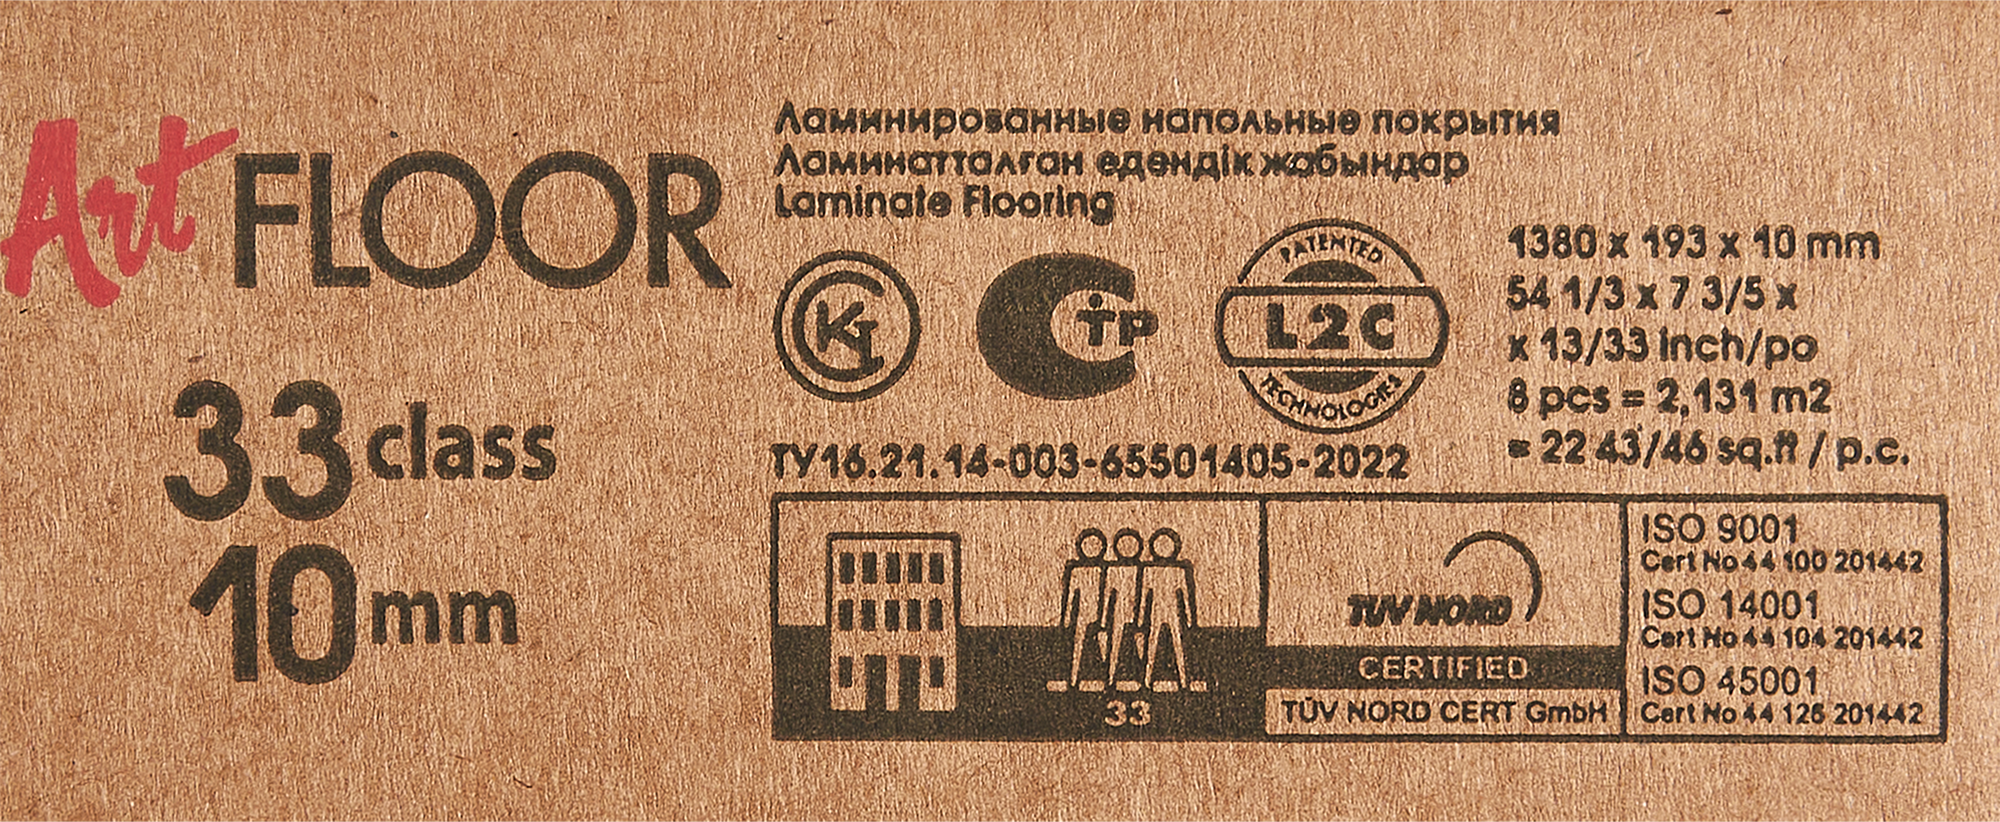 Art FLOOR
33 class
10 mm
Ламинированные напольные покрытия
Ламинатталған едендік жабындар
Laminate Flooring
PATENTED
L2C
TECHNOLOGIES
ТР
1380 x 193 x 10 mm
54 1/3 x 7 3/5 x
x 13/33 inch/po
8 pcs = 2,131 m2
= 22 43/46 sq.ft / p.c.
ТУ16.21.14-003-65501405-2022
33
TUV NORD
CERTIFIED
TÜV NORD CERT GmbH
ISO 9001
Cert No 44 100 201442
ISO 14001
Cert No 44 104 201442
ISO 45001
Cert No 44 126 201442